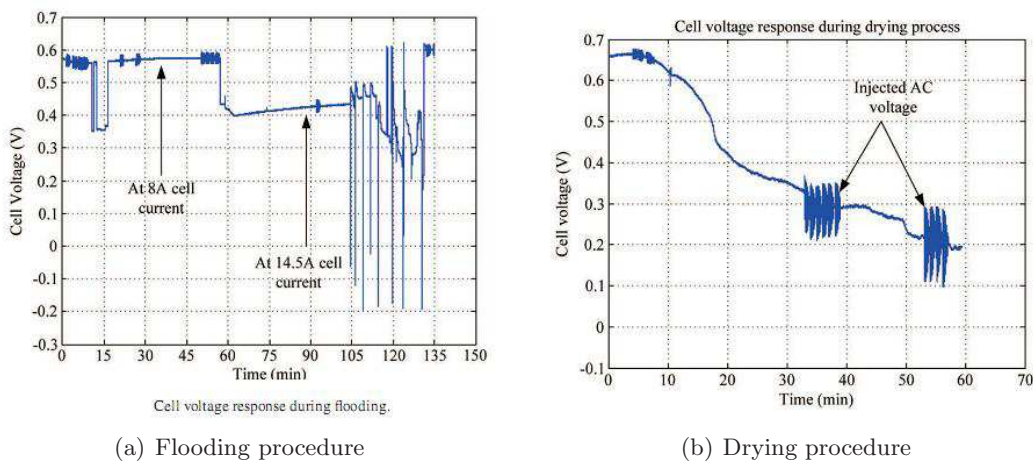 0.7
0.6
0.5
0.4
0.3
0.2
0.1
0
-0.1
-0.2
-0.3
Cell Voltage (V)
At 8A cell
current
At 14.5A cell
current
0 15 30 45 60 75 90 105 120 135 150
Time (min)
Cell voltage response during flooding.
(a) Flooding procedure
Cell voltage response during drying process
0.7
0.6
0.5
0.4
0.3
0.2
0.1
0
-0.1
Cell voltage (V)
Injected AC
voltage
0 10 20 30 40 50 60 70
Time (min)
(b) Drying procedure